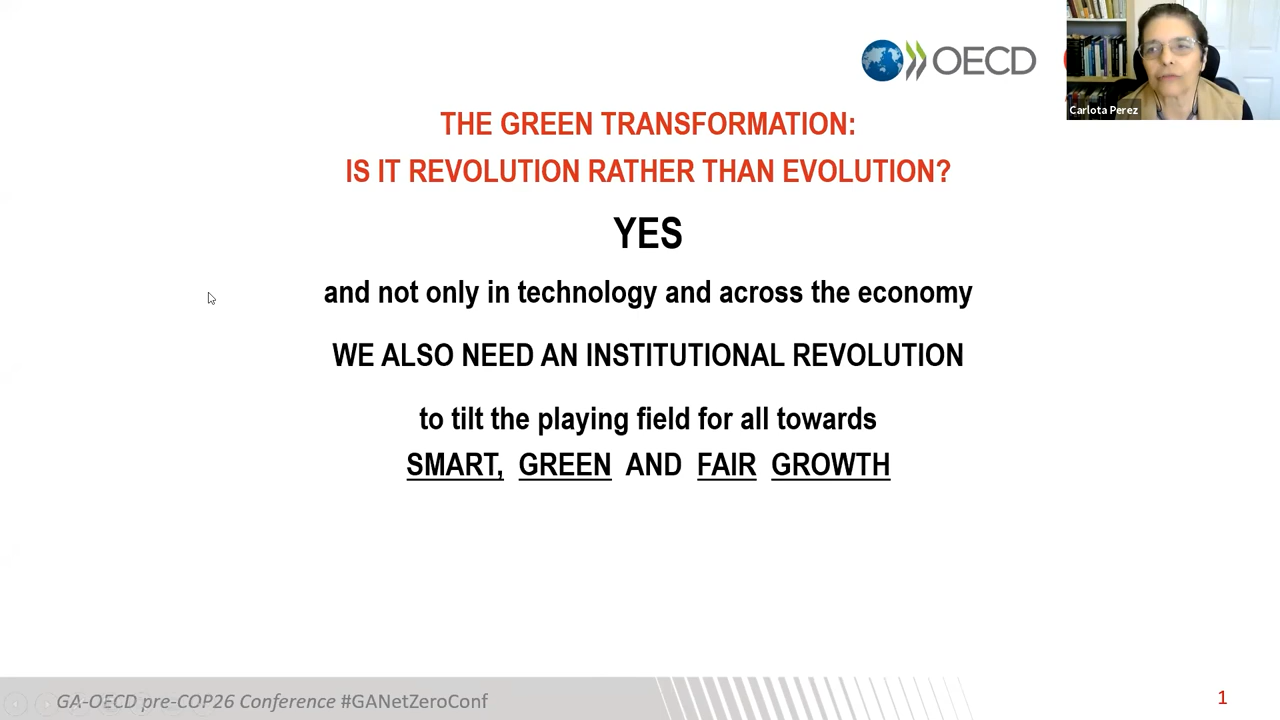 OECD
Carlota Perez
THE GREEN TRANSFORMATION:
IS IT REVOLUTION RATHER THAN EVOLUTION?
YES
and not only in technology and across the economy
WE ALSO NEED AN INSTITUTIONAL REVOLUTION
to tilt the playing field for all towards
SMART, GREEN AND FAIR GROWTH
GA-OECD pre-COP26 Conference #GANetZeroConf
1